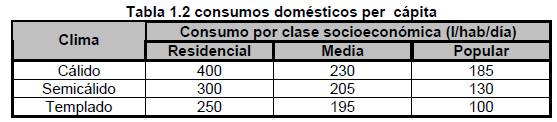 Tabla 1.2 consumos domésticos per cápita
Clima
Consumo por clase socioeconómica (l/hab/día)
Residencial Media Popular
Cálido 400 230 185
Semicálido 300 205 130
Templado 250 195 100